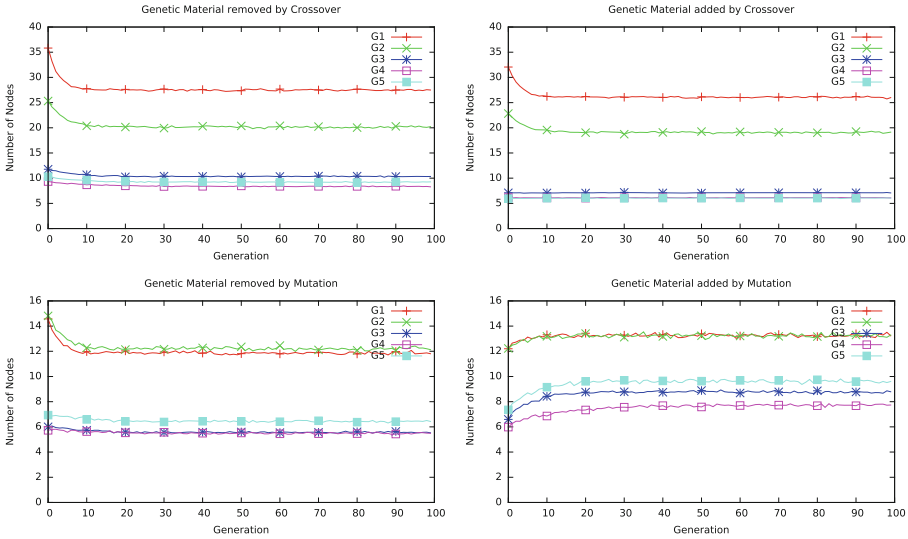 Genetic Material removed by Crossover
Number of Nodes
40
35
30
25
20
15
10
5
0
G1
G2
G3
G4
G5
0 10 20 30 40 50 60 70 80 90 100
Generation
Genetic Material added by Crossover
Number of Nodes
40
35
30
25
20
15
10
5
0
G1
G2
G3
G4
G5
0 10 20 30 40 50 60 70 80 90 100
Generation
Genetic Material removed by Mutation
Number of Nodes
16
14
12
10
8
6
4
2
0
G1
G2
G3
G4
G5
0 10 20 30 40 50 60 70 80 90 100
Generation
Genetic Material added by Mutation
Number of Nodes
16
14
12
10
8
6
4
2
0
G1
G2
G3
G4
G5
0 10 20 30 40 50 60 70 80 90 100
Generation